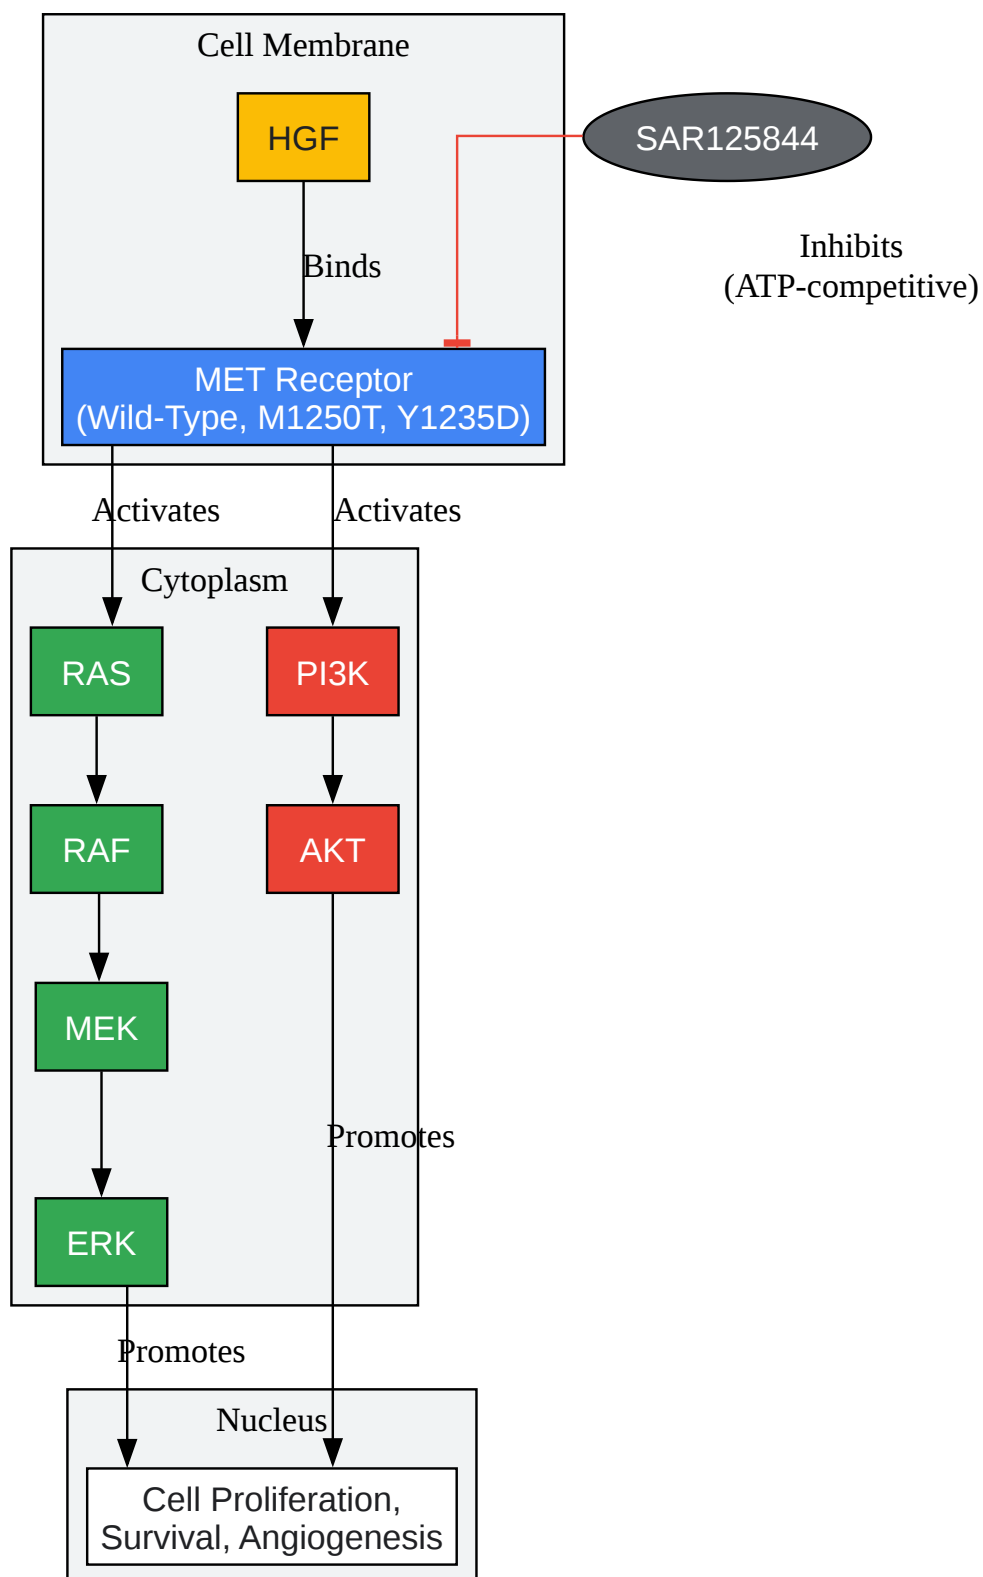 Cell Membrane
HGF
SAR125844
Binds
Inhibits
(ATP-competitive)
MET Receptor
(Wild-Type, M1250T, Y1235D)
Activates
Activates
Cytoplasm
RAS
PI3K
RAF
AKT
MEK
Promotes
ERK
Promotes
Nucleus
Cell Proliferation,
Survival, Angiogenesis